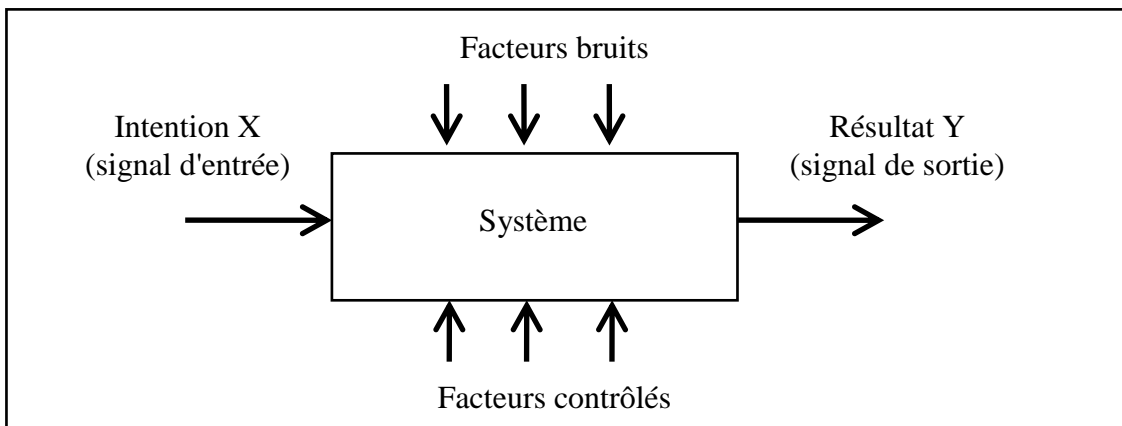 Facteurs bruits
Intention X
(signal d'entrée)
Résultat Y
(signal de sortie)
Système
Facteurs contrôlés